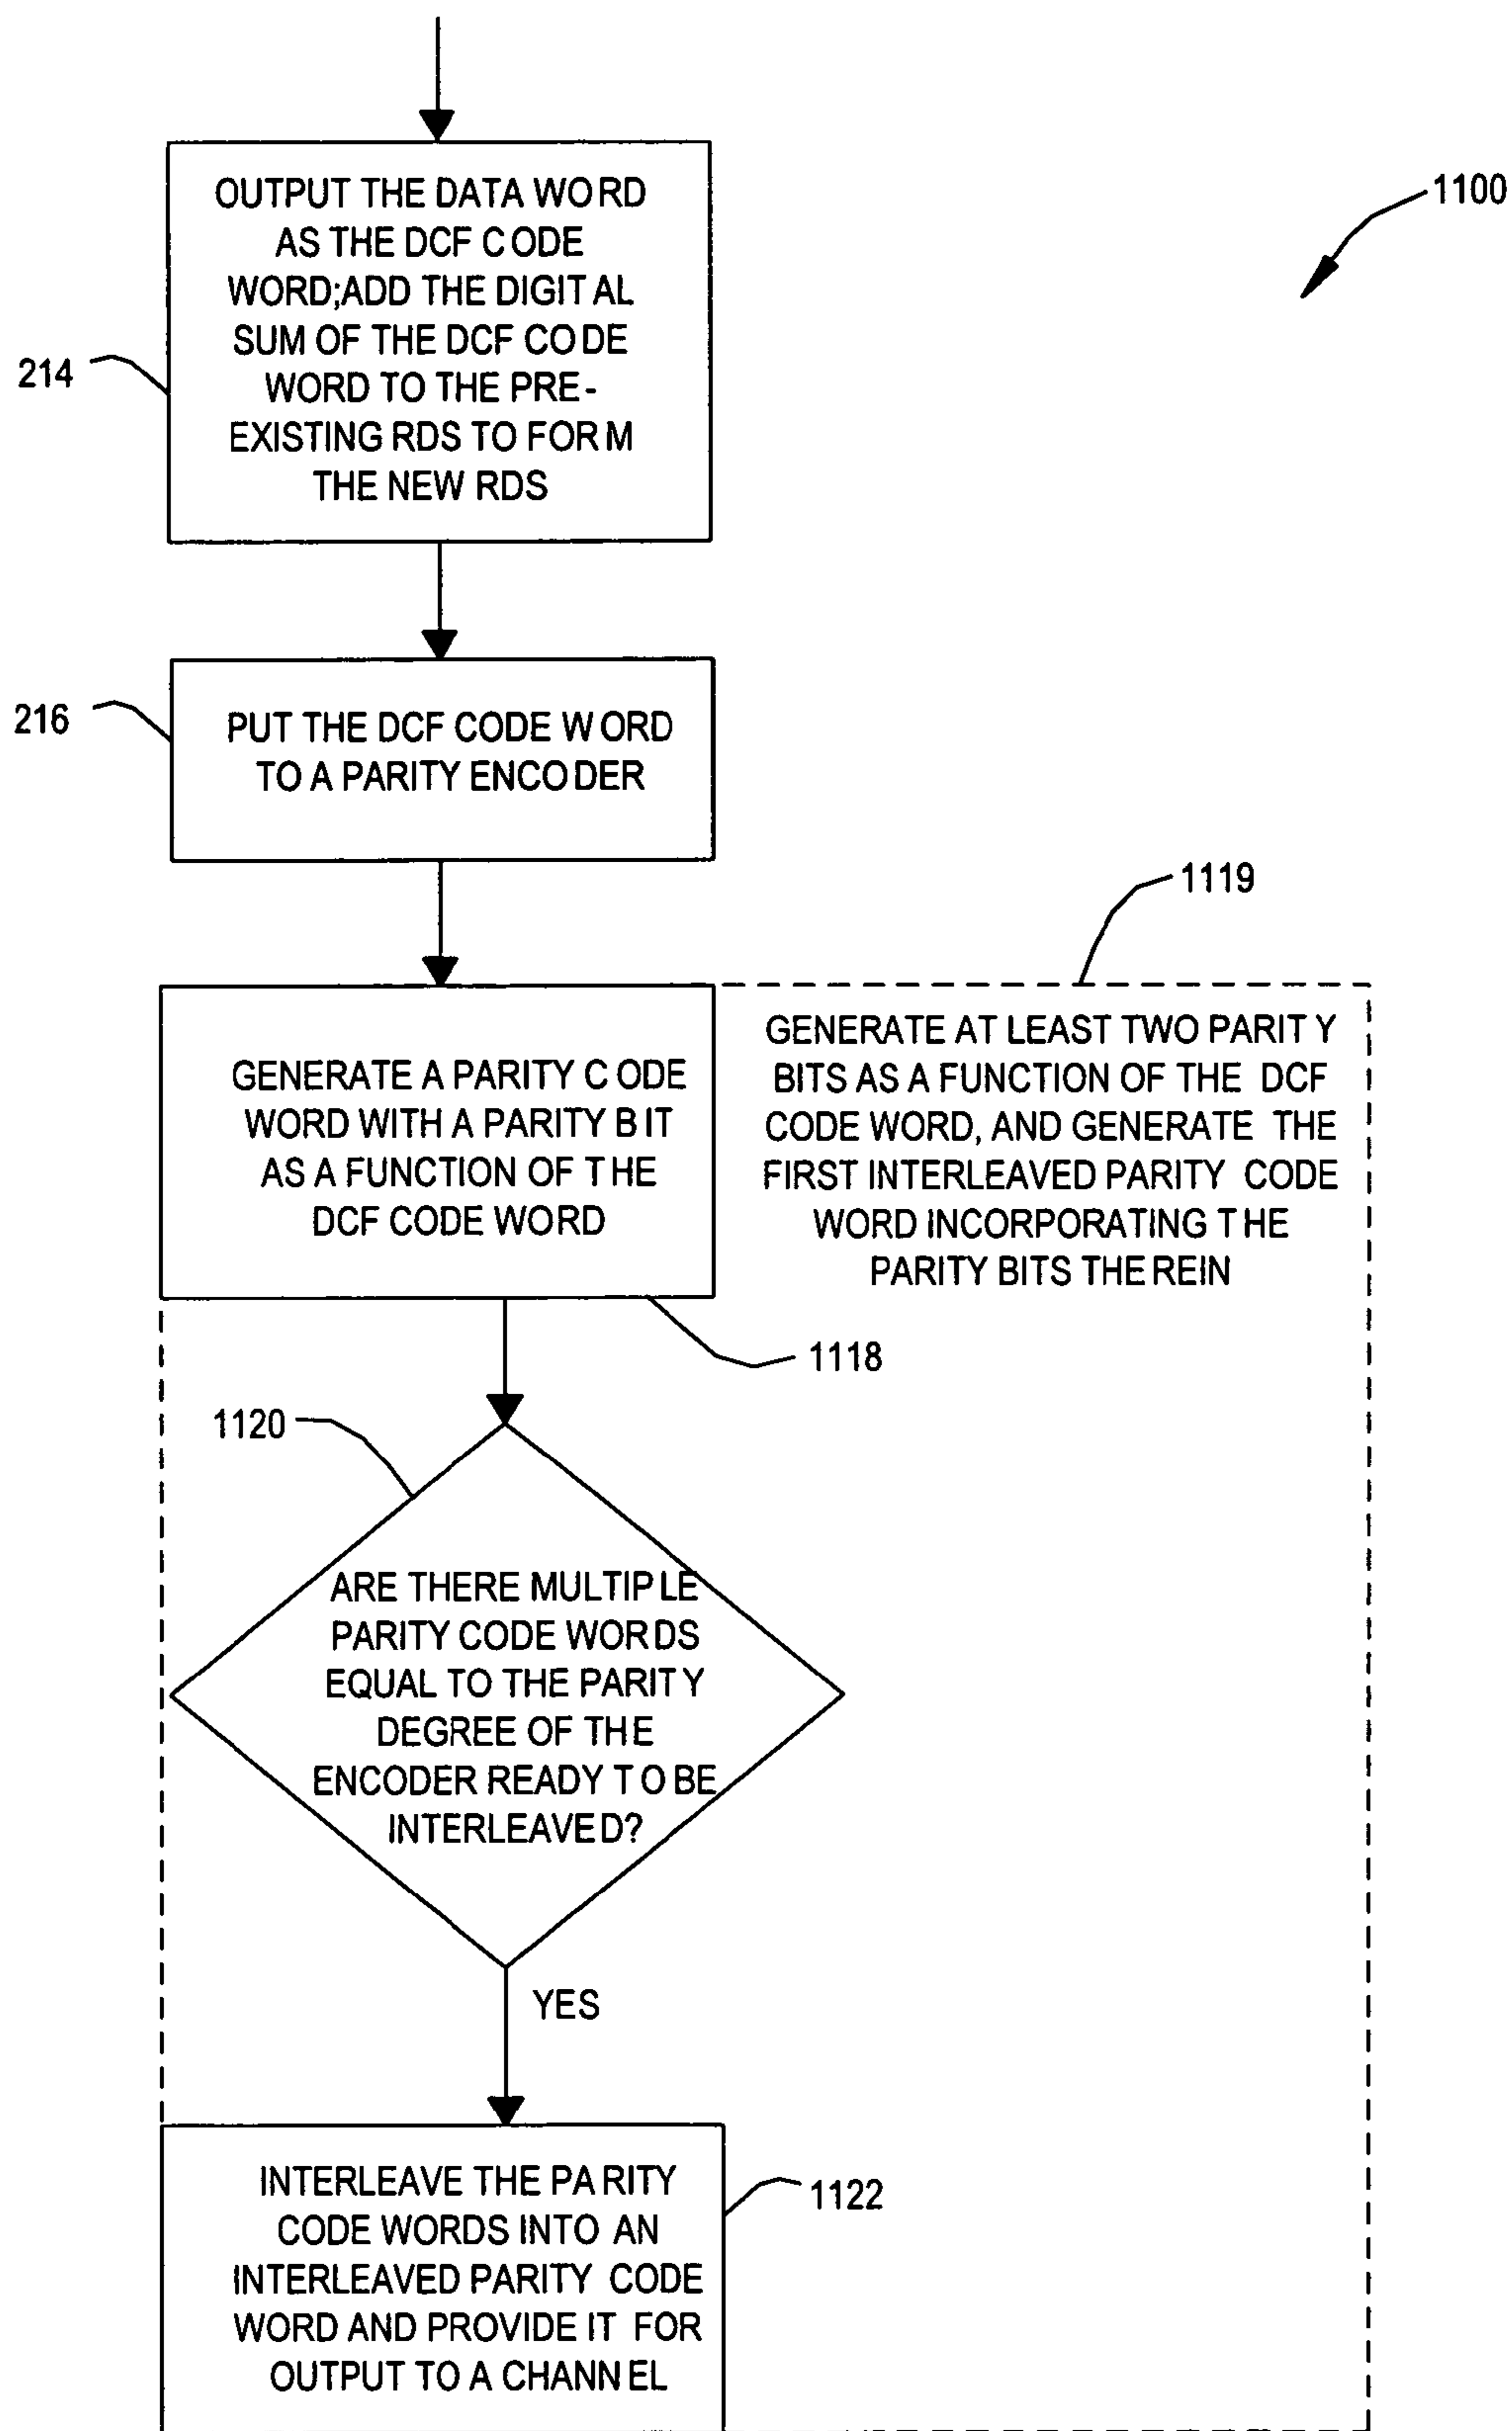 1100
OUTPUT THE DATA WORD
AS THE DCF CODE
WORD;ADD THE DIGITAL
SUM OF THE DCF CODE
WORD TO THE PRE-
EXISTING RDS TO FORM
THE NEW RDS
214
216
PUT THE DCF CODE WORD
TO A PARITY ENCODER
1119
GENERATE A PARITY CODE
WORD WITH A PARITY BIT
AS A FUNCTION OF THE
DCF CODE WORD
GENERATE AT LEAST TWO PARITY
BITS AS A FUNCTION OF THE DCF
CODE WORD, AND GENERATE THE
FIRST INTERLEAVED PARITY CODE
WORD INCORPORATING THE
PARITY BITS THEREIN
1118
1120
ARE THERE MULTIPLE
PARITY CODE WORDS
EQUAL TO THE PARITY
DEGREE OF THE
ENCODER READY TO BE
INTERLEAVED?
YES
INTERLEAVE THE PARITY
CODE WORDS INTO AN
INTERLEAVED PARITY CODE
WORD AND PROVIDE IT FOR
OUTPUT TO A CHANNEL
1122